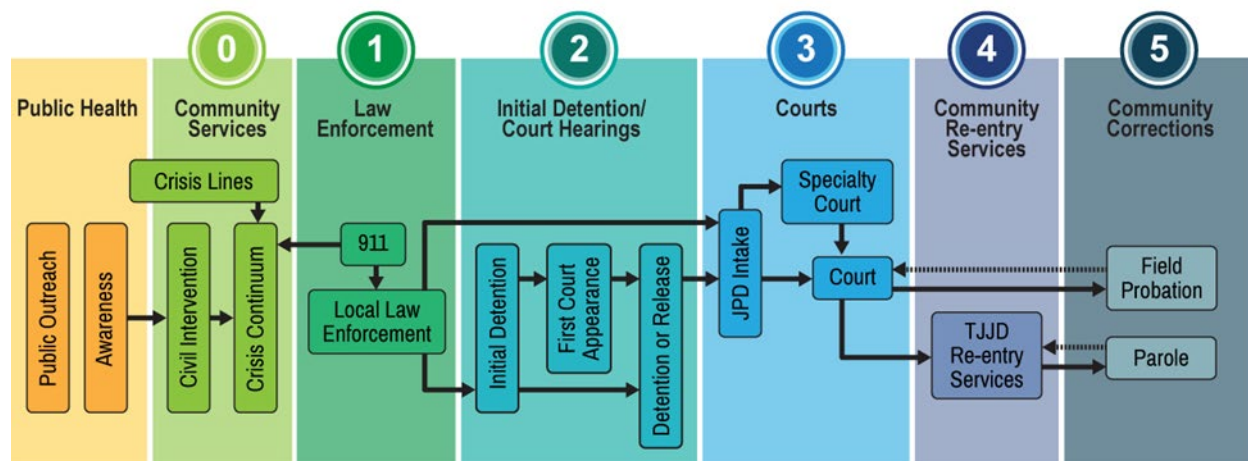 0
1
2
3
4
5
Public Health
Community
Services
Law
Enforcement
Initial Detention/
Court Hearings
Courts
Community
Re-entry
Services
Community
Corrections
Crisis Lines
Public Outreach
Awareness
Civil Intervention
Crisis Continuum
911
Local Law
Enforcement
Initial Detention
First Court
Appearance
Detention or Release
JPD Intake
Specialty
Court
Court
TJJD
Re-entry
Services
Field
Probation
Parole